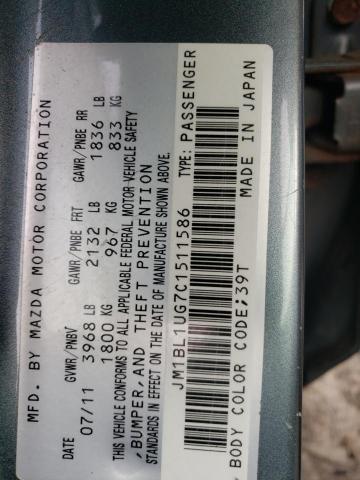 MFD. BY MAZDA MOTOR CORPORATION
DATE GVWR/PNBV GAWR/PNBE FRT GAWR/PNBE RR
07/11 3968 LB 2132 LB 1836 LB
1800 KG 967 KG 833 KG
THIS VEHICLE CONFORMS TO ALL APPLICABLE FEDERAL MOTOR-VEHICLE SAFETY
,BUMPER,AND THEFT PREVENTION
STANDARDS IN EFFECT ON THE DATE OF MANUFACTURE SHOWN ABOVE.
JM1BL1UG7C1511586 TYPE: PASSENGER
BODY COLOR CODE;39T MADE IN JAPAN